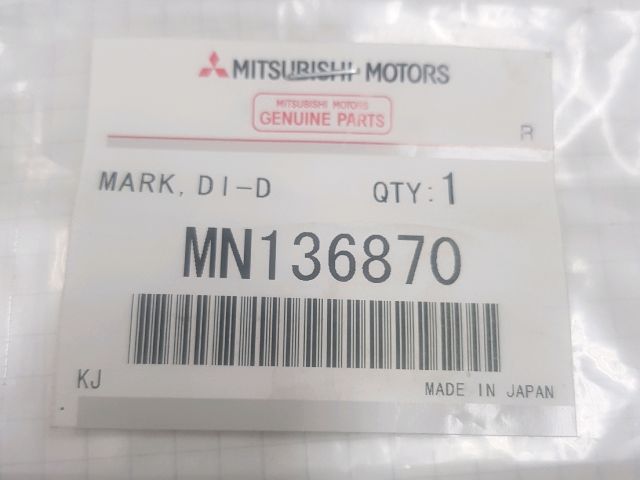 MITSUBISHI MOTORS
MITSUBISHI MOTORS
GENUINE PARTS
R
MARK, DI-D QTY:1
MN136870
KJ
MADE IN JAPAN